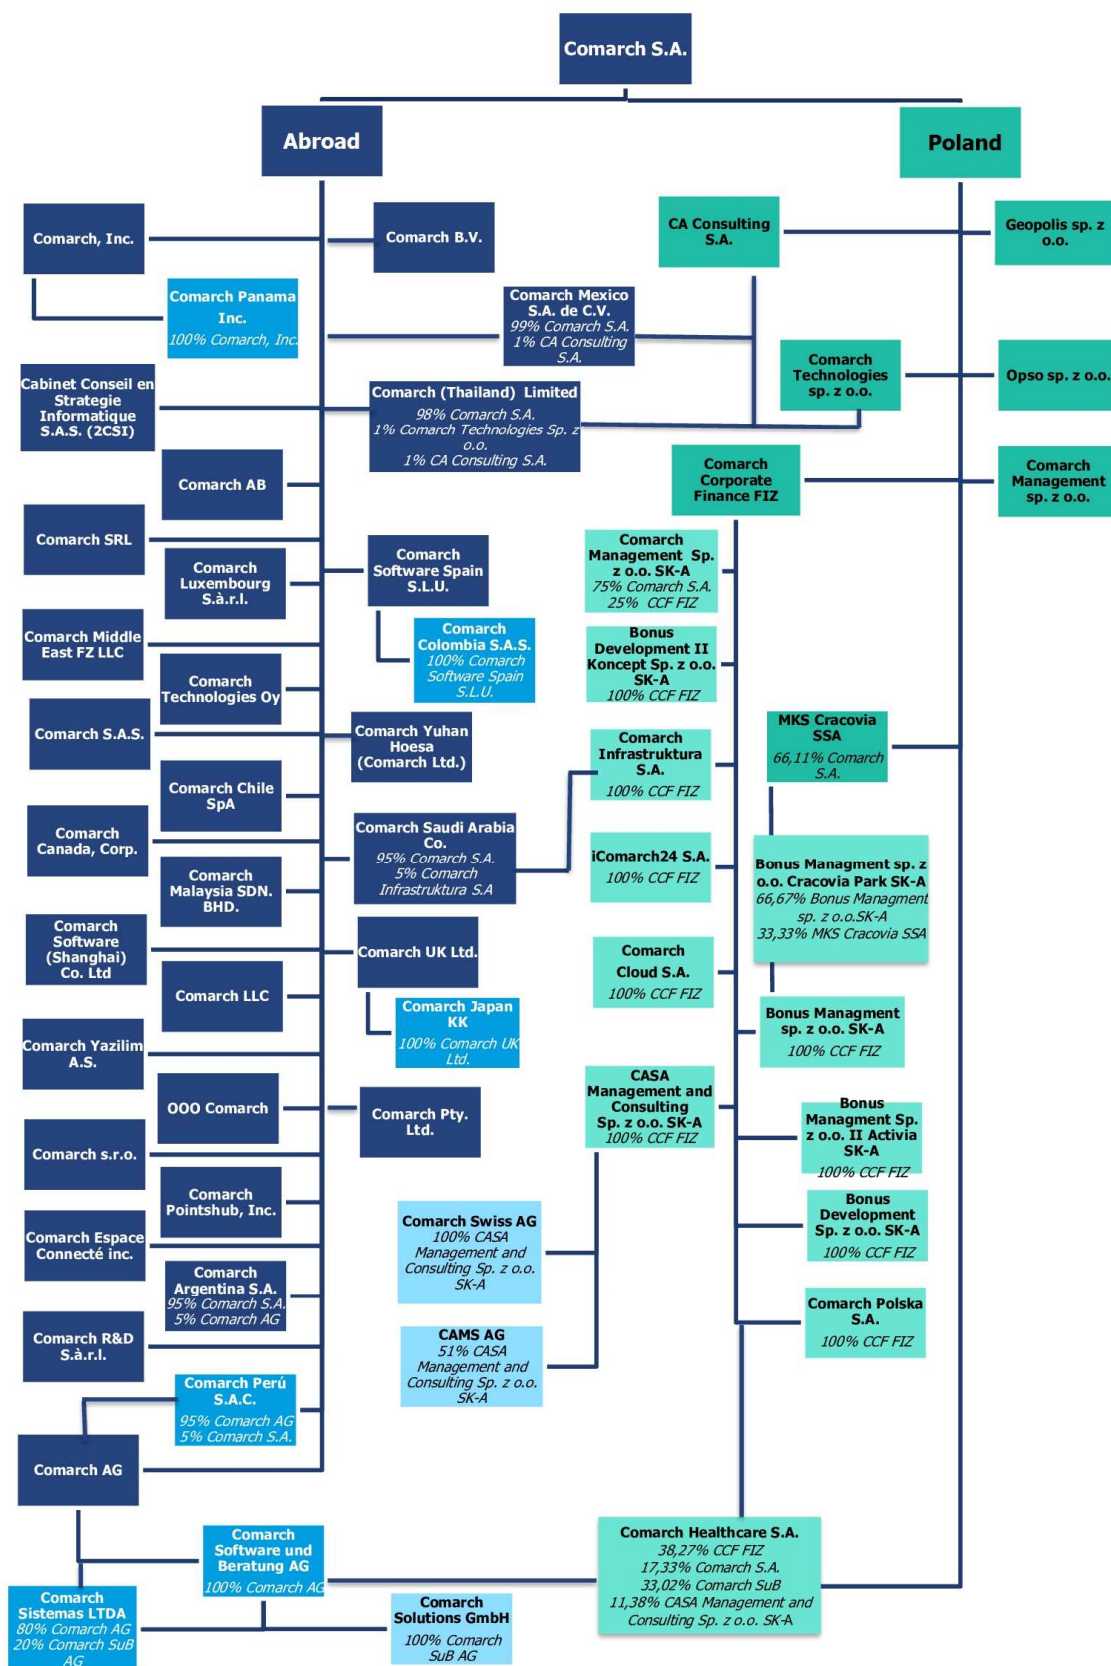 Comarch S.A.
Abroad
Poland
Comarch, Inc.
Comarch B.V.
CA Consulting
S.A.
Geopolis sp. z
o.o.
Comarch Panama
Inc.
100% Comarch, Inc.
Comarch Mexico
S.A. de C.V.
99% Comarch S.A.
1% CA Consulting
S.A.
Comarch
Technologies
sp. z o.o.
Opso sp. z o.o.
Cabinet Conseil en
Strategie
Informatique
S.A.S. (2CSI)
Comarch (Thailand) Limited
98% Comarch S.A.
1% Comarch Technologies Sp. z
o.o.
1% CA Consulting S.A.
Comarch AB
Comarch
Corporate
Finance FIZ
Comarch
Management
sp. z o.o.
Comarch SRL
Comarch
Luxembourg
S.à.r.l.
Comarch
Software Spain
S.L.U.
Comarch
Management Sp.
z o.o. SK-A
75% Comarch S.A.
25% CCF FIZ
Comarch Middle
East FZ LLC
Comarch
Colombia S.A.S.
100% Comarch
Software Spain
S.L.U.
Bonus
Development II
Koncept Sp. z o.o.
SK-A
100% CCF FIZ
Comarch
Technologies Oy
Comarch S.A.S.
Comarch Yuhan
Hoesa
(Comarch Ltd.)
Comarch
Infrastruktura
S.A.
100% CCF FIZ
MKS Cracovia
SSA
66,11% Comarch
S.A.
Comarch Chile
SpA
Comarch
Canada, Corp.
Comarch Saudi Arabia
Co.
95% Comarch S.A.
5% Comarch
Infrastruktura S.A
iComarch24 S.A.
100% CCF FIZ
Bonus Managment sp. z
o.o. Cracovia Park SK-A
66,67% Bonus Managment
sp. z o.o.SK-A
33,33% MKS Cracovia SSA
Comarch
Malaysia SDN.
BHD.
Comarch
Software
(Shanghai)
Co. Ltd
Comarch UK Ltd.
Comarch
Cloud S.A.
100% CCF FIZ
Comarch LLC
Comarch Japan
KK
100% Comarch UK
Ltd.
Bonus Managment
sp. z o.o. SK-A
100% CCF FIZ
Comarch Yazilim
A.S.
OOO Comarch
Comarch Pty.
Ltd.
CASA
Management and
Consulting
Sp. z o.o. SK-A
100% CCF FIZ
Bonus
Managment Sp.
z o.o. II Activia
SK-A
100% CCF FIZ
Comarch s.r.o.
Comarch
Pointshub, Inc.
Comarch Swiss AG
100% CASA
Management and
Consulting Sp. z o.o.
SK-A
Bonus
Development
Sp. z o.o. SK-A
100% CCF FIZ
Comarch Espace
Connecté inc.
Comarch
Argentina S.A.
95% Comarch S.A.
5% Comarch AG
Comarch Polska
S.A.
100% CCF FIZ
Comarch R&D
S.à.r.l.
CAMS AG
51% CASA
Management and
Consulting Sp. z o.o.
SK-A
Comarch Perú
S.A.C.
95% Comarch AG
5% Comarch S.A.
Comarch AG
Comarch
Software und
Beratung AG
100% Comarch AG
Comarch Healthcare S.A.
38,27% CCF FIZ
17,33% Comarch S.A.
33,02% Comarch SuB
11,38% CASA Management and
Consulting Sp. z o.o. SK-A
Comarch
Sistemas LTDA
80% Comarch AG
20% Comarch SuB
AG
Comarch
Solutions GmbH
100% Comarch
SuB AG